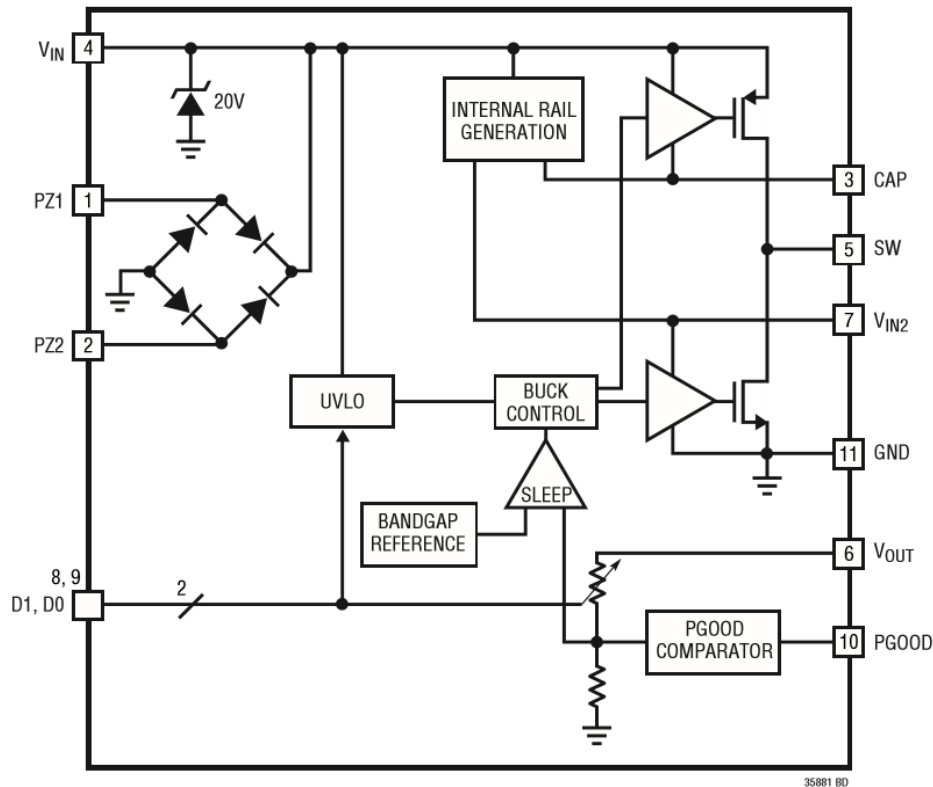 VIN 4
20V
INTERNAL RAIL
GENERATION
PZ1 1
3 CAP
5 SW
7 VIN2
PZ2 2
UVLO
BUCK
CONTROL
11 GND
SLEEP
BANDGAP
REFERENCE
6 VOUT
8, 9
D1, D0
2
PGOOD
COMPARATOR
10 PGOOD
35881 BD